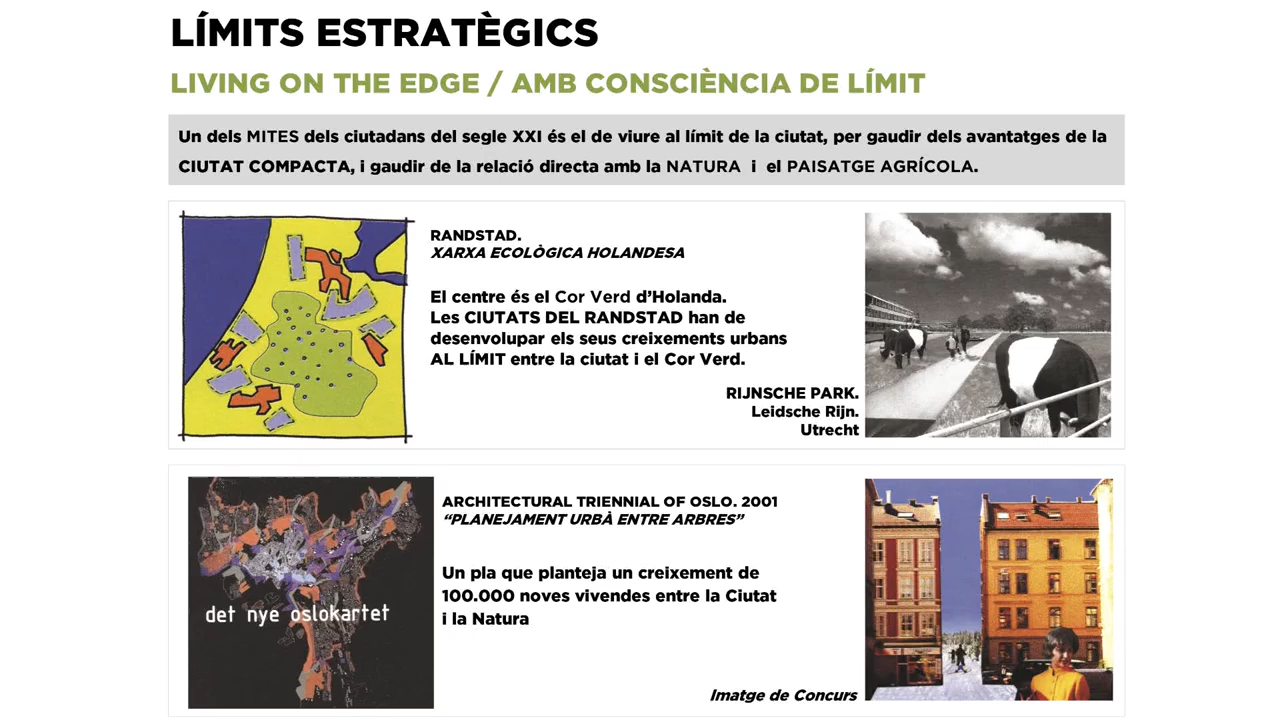 LÍMITS ESTRATÈGICS
LIVING ON THE EDGE / AMB CONSCIÈNCIA DE LÍMIT
Un dels MITES dels ciutadans del segle XXI és el de viure al límit de la ciutat, per gaudir dels avantatges de la
CIUTAT COMPACTA, i gaudir de la relació directa amb la NATURA i el PAISATGE AGRÍCOLA.
RANDSTAD.
XARXA ECOLÒGICA HOLANDESA
El centre és el Cor Verd d’Holanda.
Les CIUTATS DEL RANDSTAD han de
desenvolupar els seus creixements urbans
AL LÍMIT entre la ciutat i el Cor Verd.
RIJNSCHE PARK.
Leidsche Rijn.
Utrecht
ARCHITECTURAL TRIENNIAL OF OSLO. 2001
“PLANEJAMENT URBÀ ENTRE ARBRES”
Un pla que planteja un creixement de
100.000 noves vivendes entre la Ciutat
i la Natura
det nye oslokartet
Imatge de Concurs